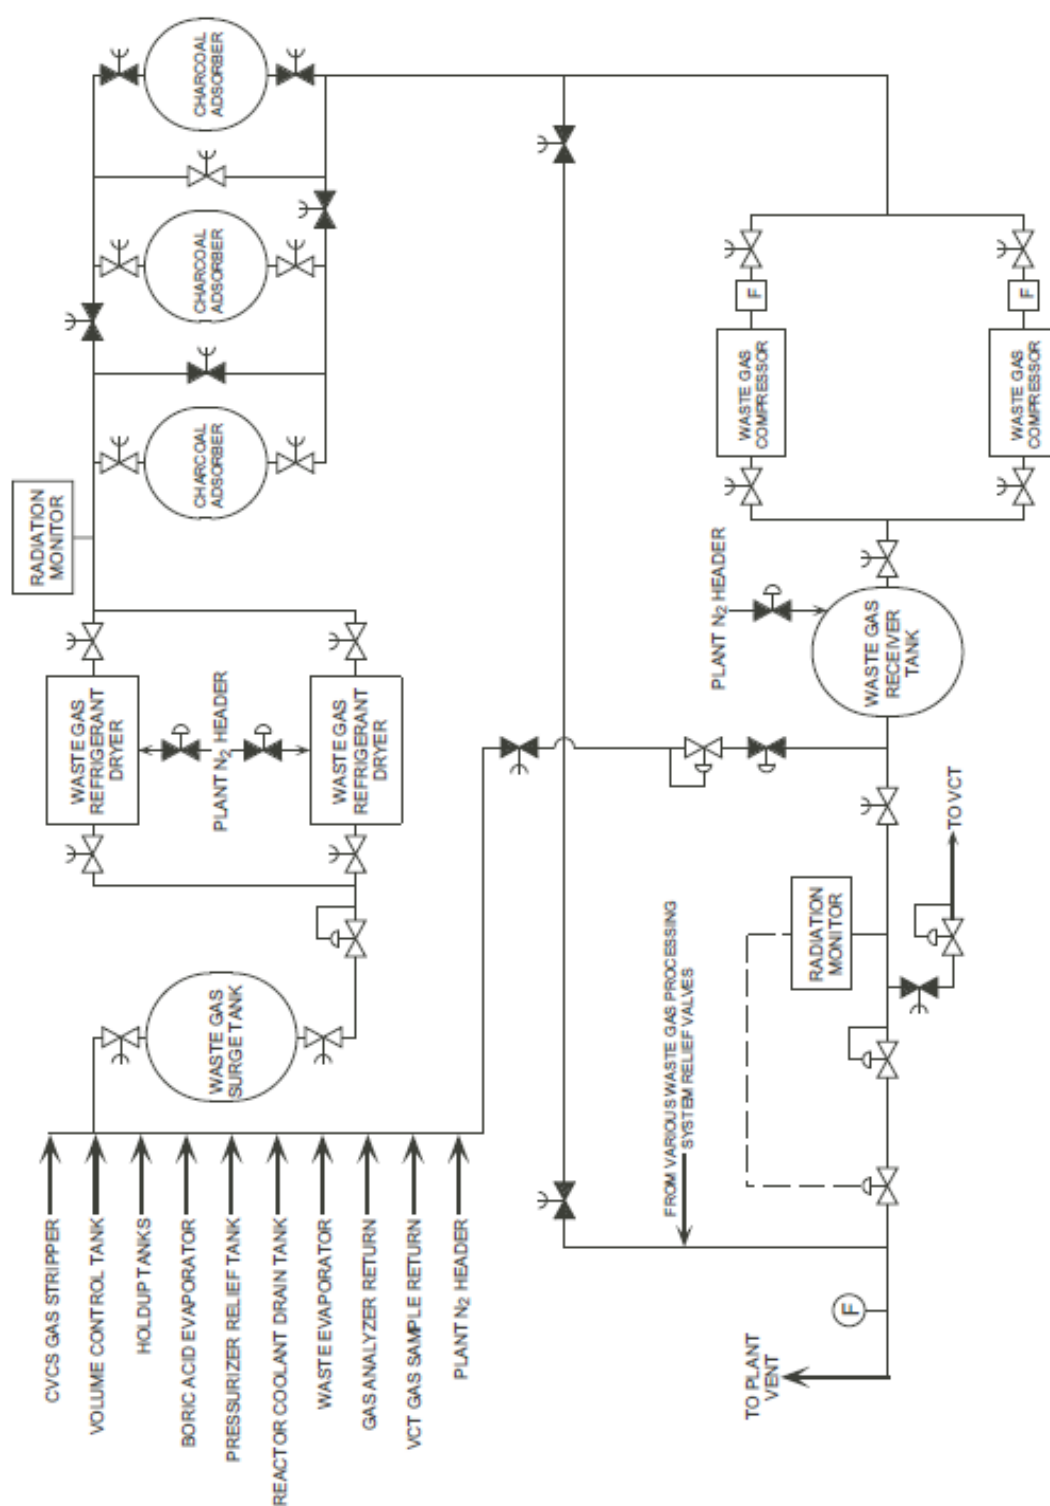 CVCS GAS STRIPPER
VOLUME CONTROL TANK
HOLDUP TANKS
BORIC ACID EVAPORATOR
PRESSURIZER RELIEF TANK
REACTOR COOLANT DRAIN TANK
WASTE EVAPORATOR
GAS ANALYZER RETURN
VCT GAS SAMPLE RETURN
PLANT N2 HEADER
WASTE GAS
SURGE TANK
WASTE GAS
REFRIGERANT
DRYER
PLANT N2 HEADER
WASTE GAS
REFRIGERANT
DRYER
RADIATION
MONITOR
CHARCOAL
ADSORBER
CHARCOAL
ADSORBER
CHARCOAL
ADSORBER
TO PLANT
VENT
F
FROM VARIOUS WASTE GAS PROCESSING
SYSTEM RELIEF VALVES
RADIATION
MONITOR
TO VCT
PLANT N2 HEADER
WASTE GAS
RECEIVER
TANK
WASTE GAS
COMPRESSOR
F
WASTE GAS
COMPRESSOR
F